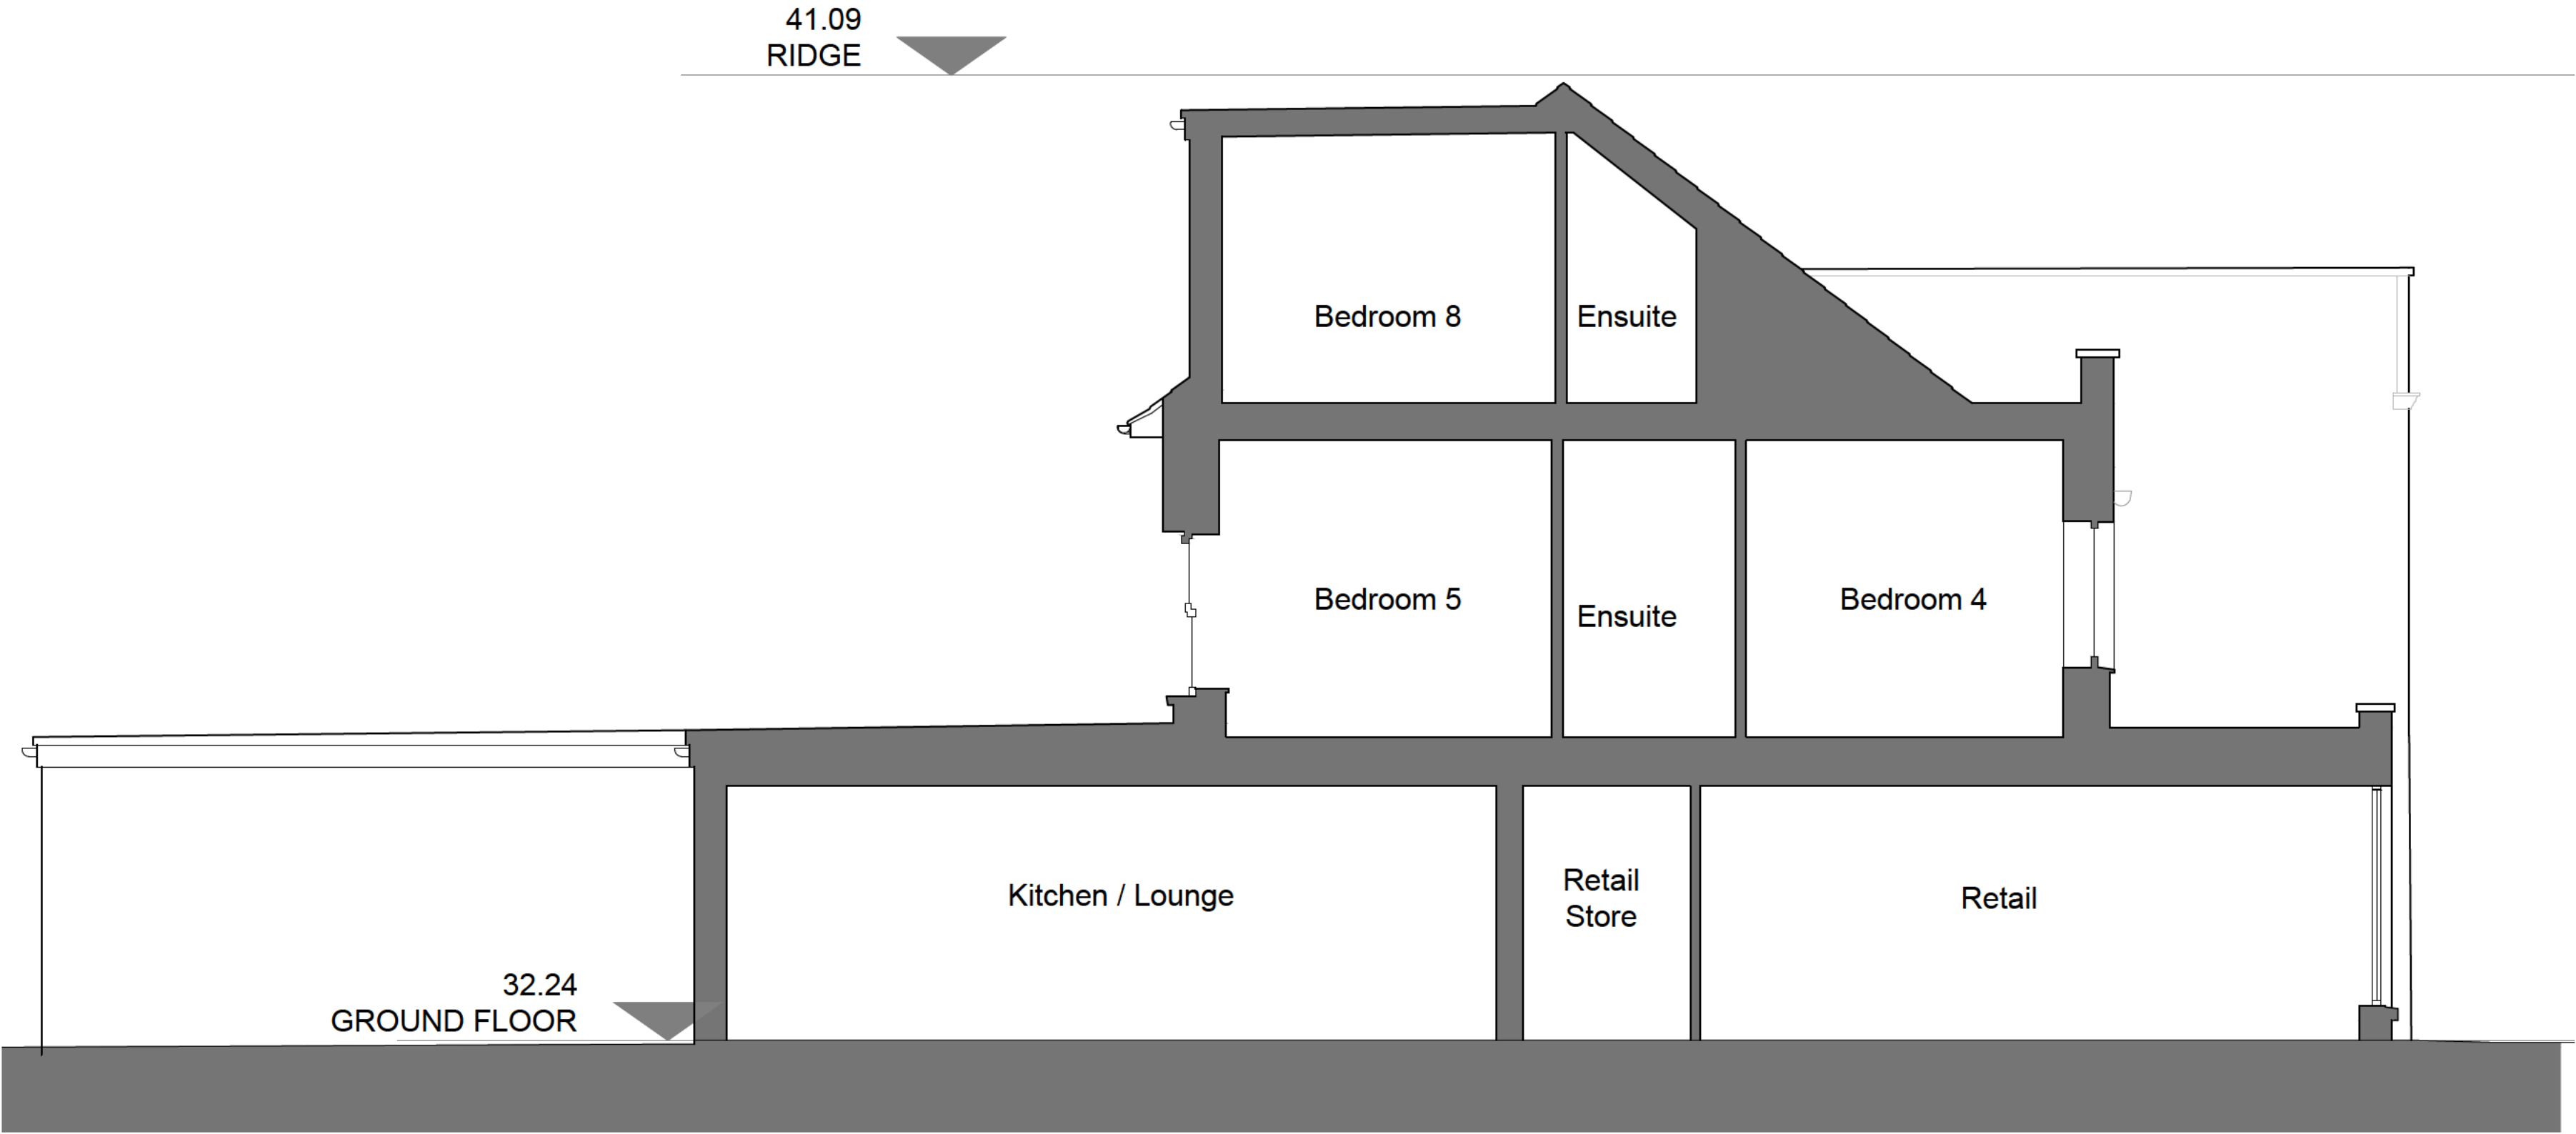 41.09
RIDGE
Bedroom 8
Ensuite
Bedroom 5
Ensuite
Bedroom 4
Kitchen / Lounge
Retail
Store
Retail
32.24
GROUND FLOOR